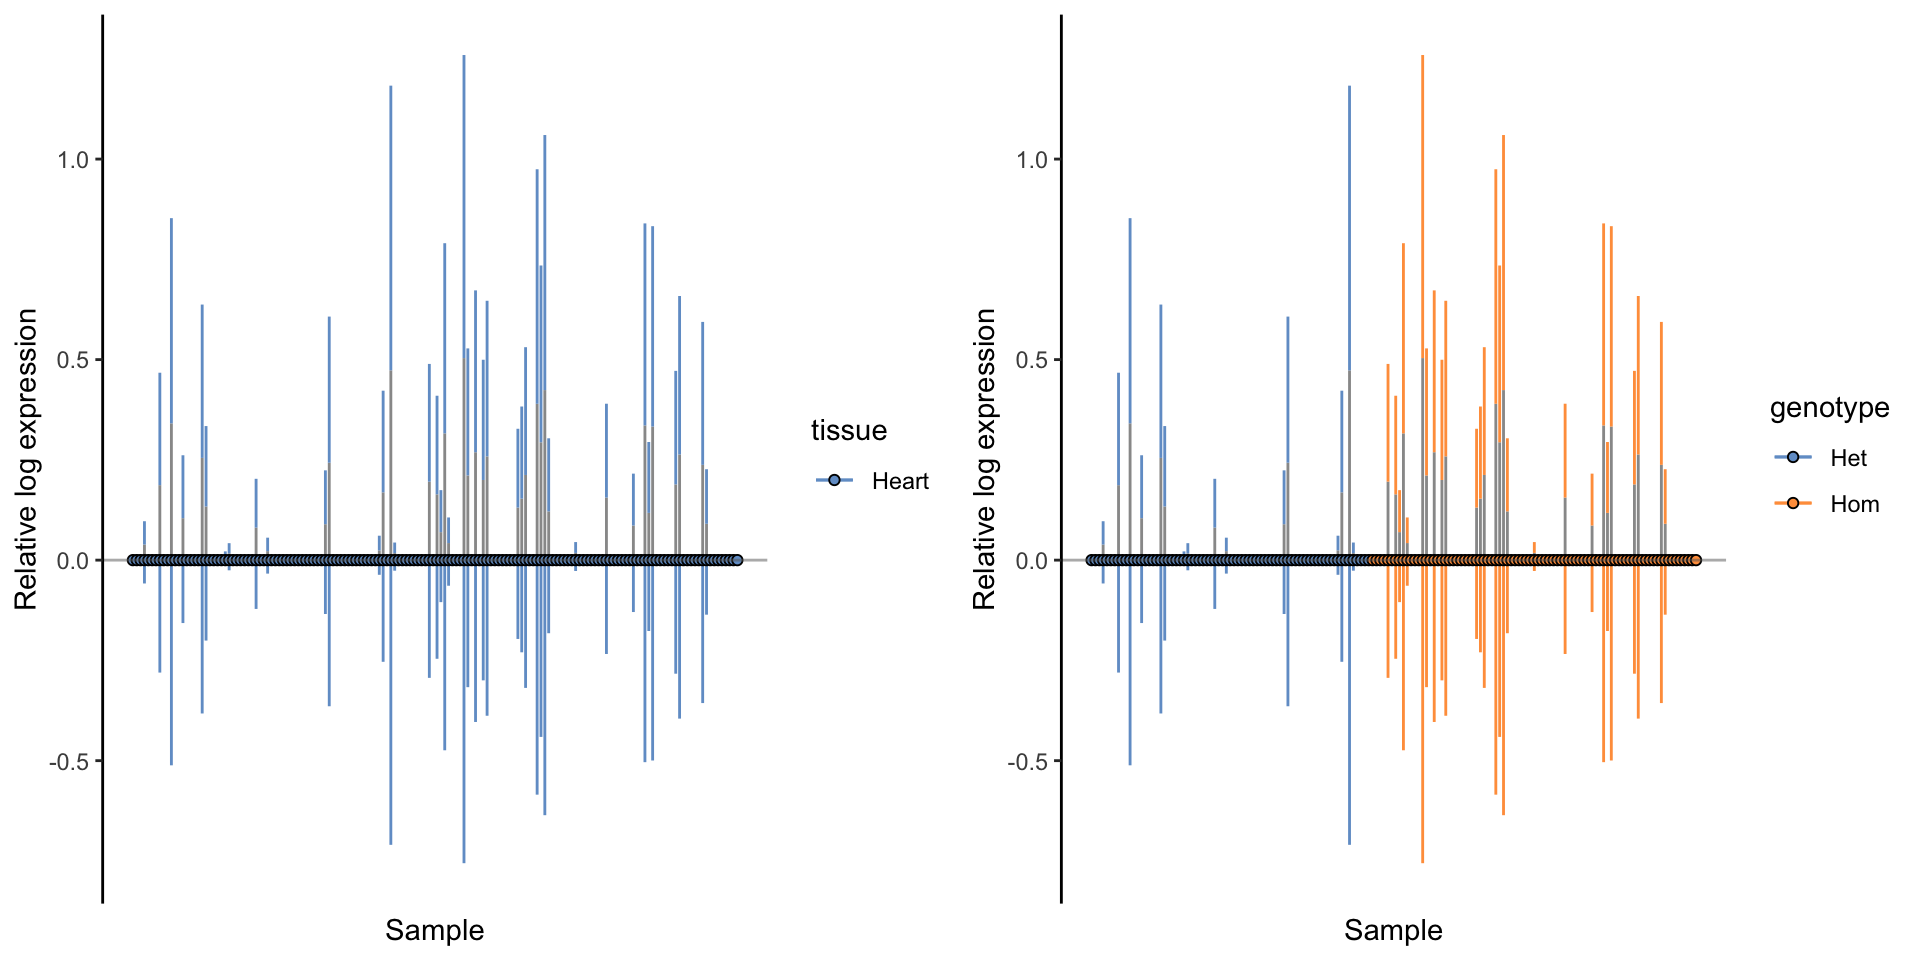 Relative log expression
1.0
0.5
0.0
-0.5
Sample
tissue
Heart
Relative log expression
1.0
0.5
0.0
-0.5
Sample
genotype
Het
Hom